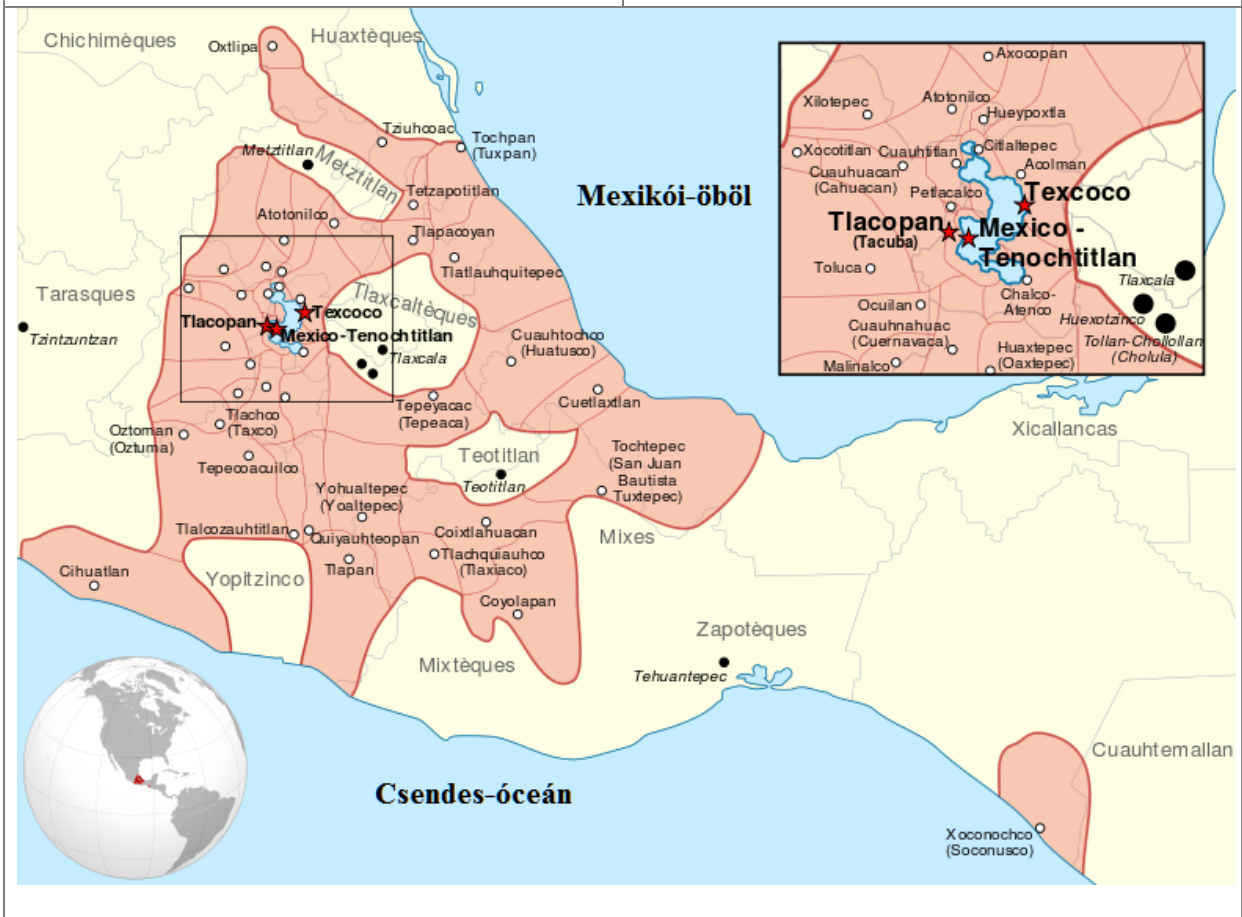 Chichimèques
Oxtlipa
Huaxtèques
Tziuhcoac
Tochpan
(Tuxpan)
Metztitlan
Metztitlan
Tetzapotitlan
Atotonilco
Tlapacoyan
Tlatlauhquitepec
Tarasques
Tlaxcaltèques
Tlacopan
Texcoco
Mexico-Tenochtitlan
Tzintzuntzan
Tlaxcala
Cuauhtochco
(Huatusco)
Tepeyacac
(Tepeaca)
Cuetlaxtlan
Tlachco
(Taxco)
Oztoman
(Oztuma)
Tepecoacuilco
Teotitlan
Teotitlan
Tochtepec
(San Juan
Bautista
Tuxtepec)
Yohualtepec
(Yoaltepec)
Tlalcozauhtitlan
Quiyauhteopan
Coixtlahuacan
Tlachquiauhco
(Tlaxiaco)
Tlapan
Mixes
Cihuatlan
Yopitzinco
Coyolapan
Mixtèques
Zapotèques
Tehuantepec
Xicallancas
Cuauhtemallan
Xoconochco
(Soconusco)
Mexikói-öböl
Csendes-óceán
Axocopan
Xilotepec
Atotonilco
Hueypoxtla
Xocotitlan
Cuauhtitlan
Citlaltepec
Cuauhuacan
(Cahuacan)
Acolman
Petlacalco
Texcoco
Tlacopan
(Tacuba)
Mexico -
Tenochtitlan
Toluca
Tlaxcala
Chalco-
Atenco
Ocuilan
Huexotzinco
Cuauhnahuac
(Cuernavaca)
Tollan-Chollollan
(Cholula)
Huaxtepec
(Oaxtepec)
Malinalco